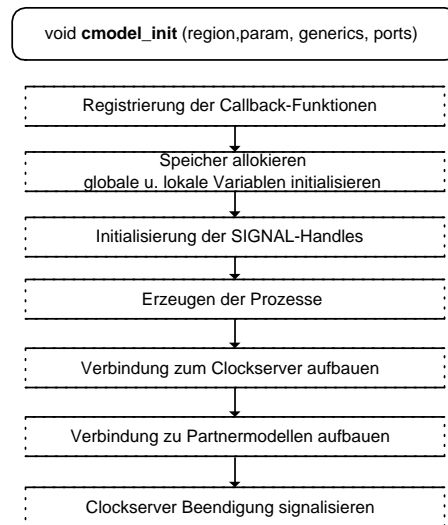 void cmodel_init (region,param, generics, ports)
Registrierung der Callback-Funktionen
Speicher allokieren
globale u. lokale Variablen initialisieren
Initialisierung der SIGNAL-Handles
Erzeugen der Prozesse
Verbindung zum Clockserver aufbauen
Verbindung zu Partnermodellen aufbauen
Clockserver Beendigung signalisieren